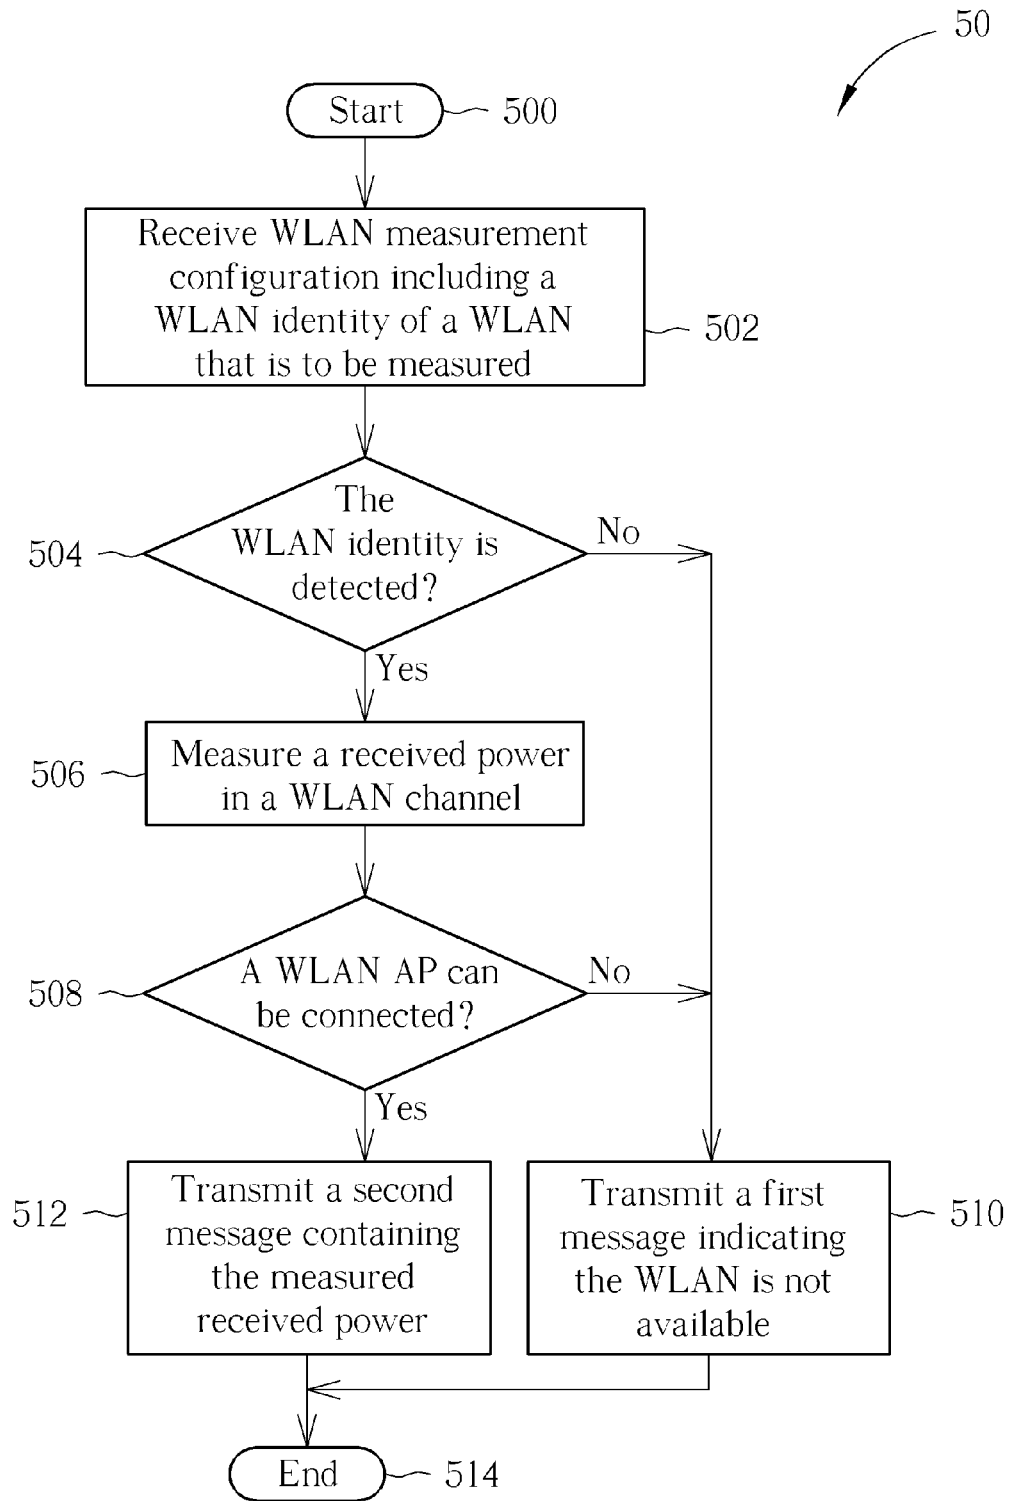 50
Start
500
Receive WLAN measurement
configuration including a
WLAN identity of a WLAN
that is to be measured
502
The
WLAN identity is
detected?
504
No
Yes
Measure a received power
in a WLAN channel
506
A WLAN AP can
be connected?
508
No
Yes
Transmit a second
message containing
the measured
received power
512
Transmit a first
message indicating
the WLAN is not
available
510
End
514